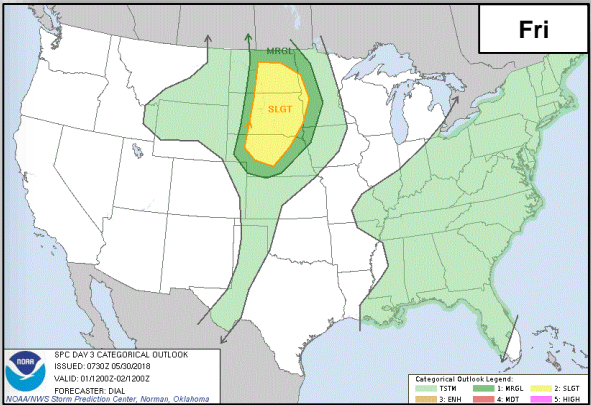 Fri
MRGL
SLGT
SPC DAY 3 CATEGORICAL OUTLOOK
ISSUED: 0730Z 05/30/2018
VALID: 01/1200Z-02/1200Z
FORECASTER: DIAL
NOAA
NOAA/NWS Storm Prediction Center, Norman, Oklahoma
Categorical Outlook Legend:
TSTM 1: MRGL 2: SLGT
3: ENH 4: MDT 5: HIGH